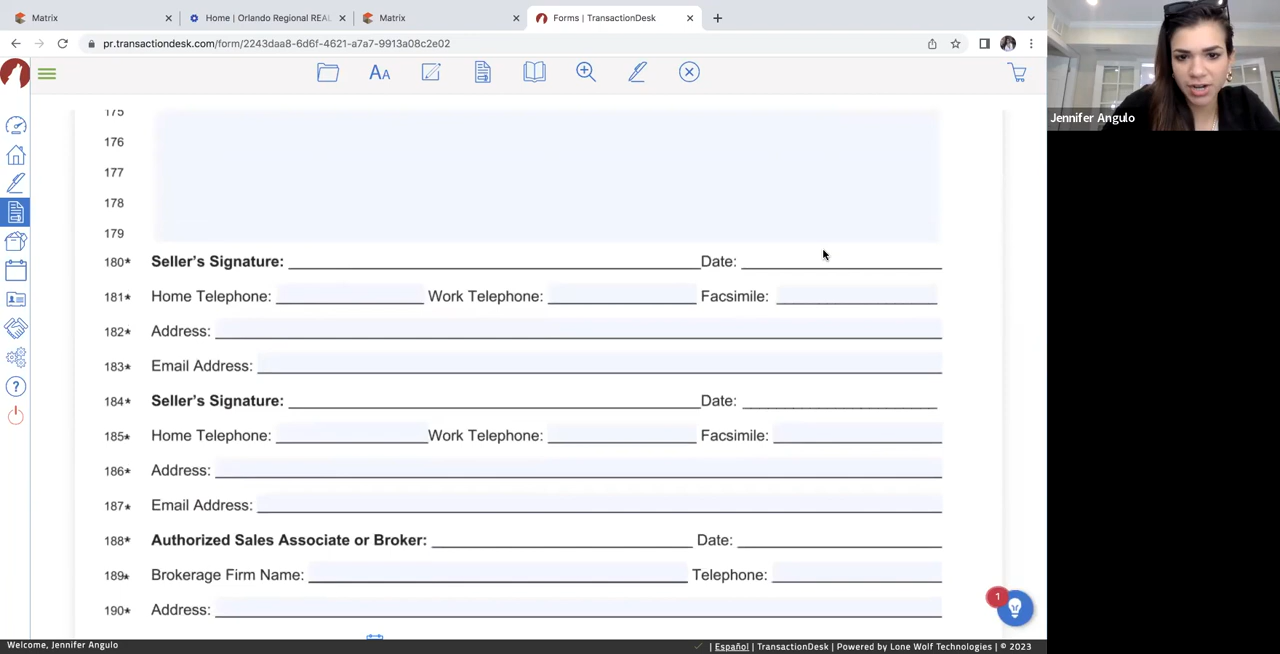 Matrix
Home | Orlando Regional REAL
Matrix
Forms | TransactionDesk
pr.transactiondesk.com/form/2243daa8-6d6f-4621-a7a7-9913a08c2e02
AA
Jennifer Angulo
175
176
177
178
179
180* Seller's Signature: Date:
181* Home Telephone: Work Telephone: Facsimile:
182* Address:
183* Email Address:
184* Seller's Signature: Date:
185* Home Telephone: Work Telephone: Facsimile:
186* Address:
187* Email Address:
188* Authorized Sales Associate or Broker: Date:
189* Brokerage Firm Name: Telephone:
190* Address:
1
Welcome, Jennifer Angulo
| Español | TransactionDesk | Powered by Lone Wolf Technologies | © 2023